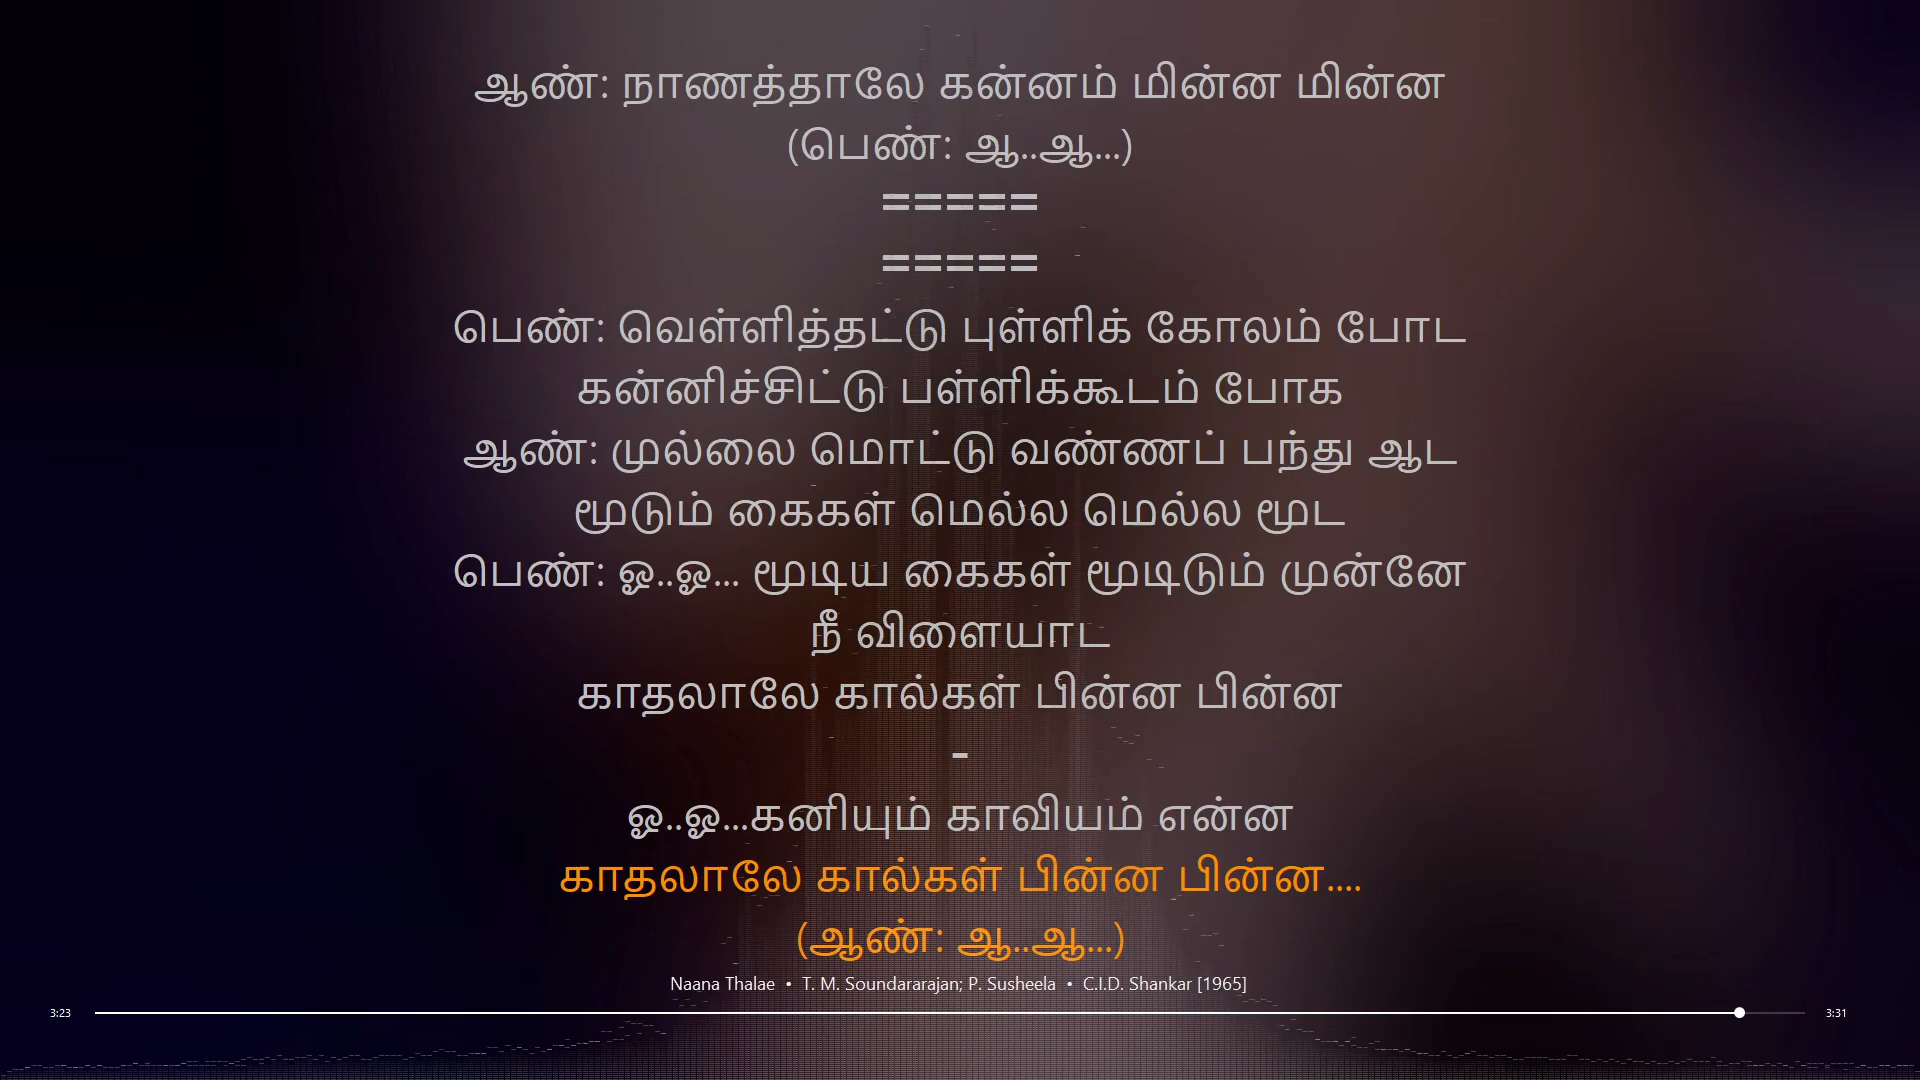 ஆண்: நாணத்தாலே கன்னம் மின்ன மின்ன
(பெண்: ஆ..ஆ...)
=====
=====
பெண்: வெள்ளித்தட்டு புள்ளிக் கோலம் போட
கன்னிச்சிட்டு பள்ளிக்கூடம் போக
ஆண்: முல்லை மொட்டு வண்ணப் பந்து ஆட
மூடும் கைகள் மெல்ல மெல்ல மூட
பெண்: ஓ..ஓ... மூடிய கைகள் மூடிடும் முன்னே
நீ விளையாட
காதலாலே கால்கள் பின்ன பின்ன
-
ஓ..ஓ...கனியும் காவியம் என்ன
காதலாலே கால்கள் பின்ன பின்ன....
(ஆண்: ஆ..ஆ...)
Naana Thalae • T. M. Soundararajan; P. Susheela • C.I.D. Shankar [1965]
3:23 3:31